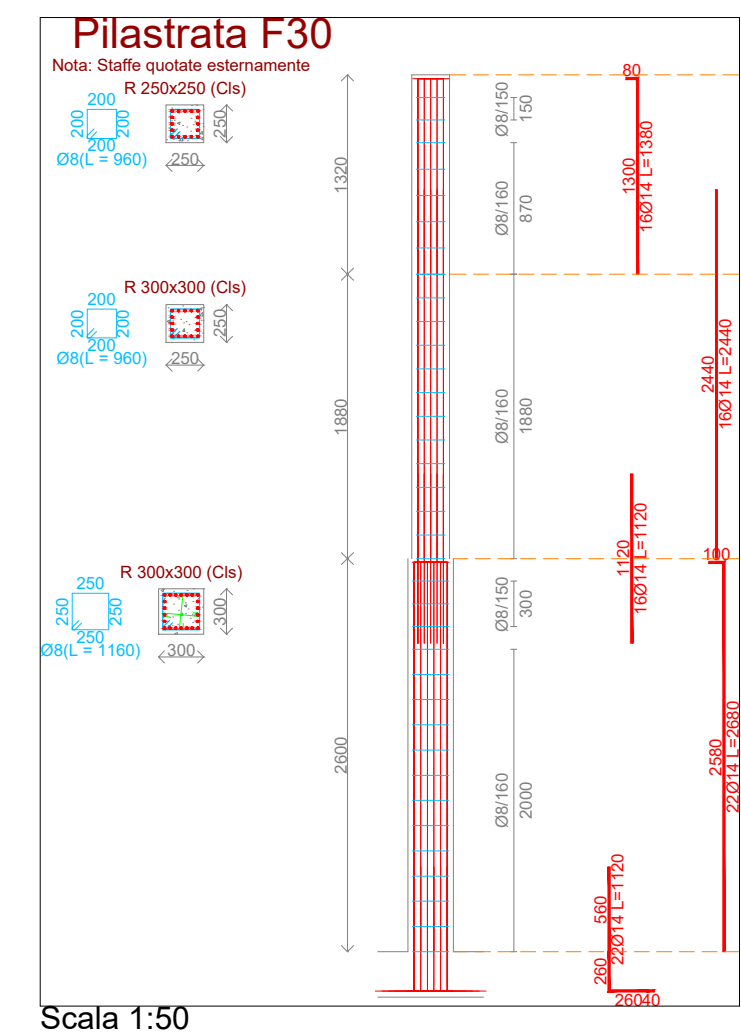 Pilastrata F30
Nota: Staffe quotate esternamente
R 250x250 (Cls)
200
200
200
200
Ø8(L = 960)
250
250
1320
Ø8/150
150
Ø8/160
870
80
1300
16Ø14 L=1380
R 300x300 (Cls)
200
200
200
200
Ø8(L = 960)
250
250
1880
Ø8/160
1880
2440
16Ø14 L=2440
R 300x300 (Cls)
250
250
250
250
Ø8(L = 1160)
300
300
2600
Ø8/150
300
Ø8/160
2000
1120
16Ø14 L=1120
100
2580
22Ø14 L=2680
560
22Ø14 L=1120
260
26040
Scala 1:50